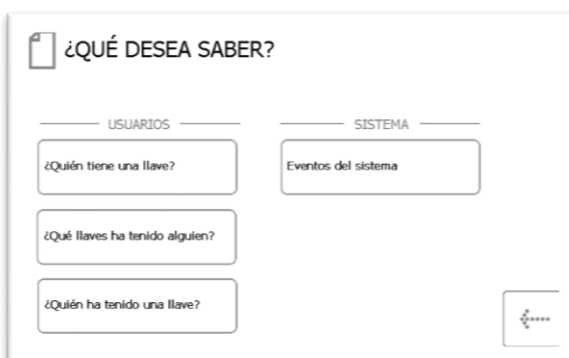 ¿QUÉ DESEA SABER?
USUARIOS
¿Quién tiene una llave?
¿Qué llaves ha tenido alguien?
¿Quién ha tenido una llave?
SISTEMA
Eventos del sistema